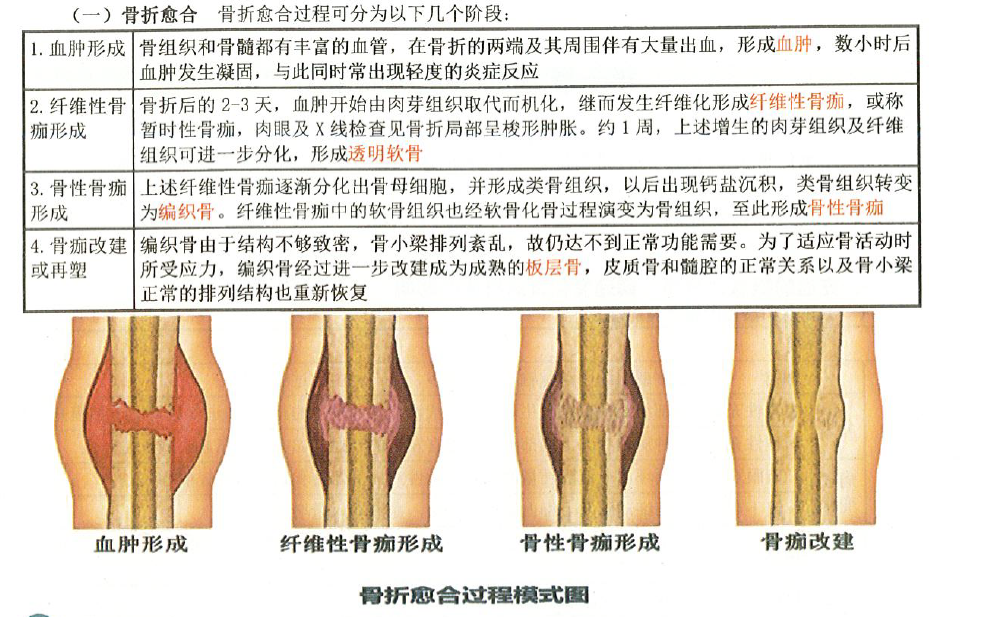 （一）骨折愈合 骨折愈合过程可分为以下几个阶段：
1. 血肿形成
骨组织和骨髓都有丰富的血管，在骨折的两端及其周围伴有大量出血，形成血肿，数小时后
血肿发生凝固，与此同时常出现轻度的炎症反应
2. 纤维性骨
痂形成
骨折后的 2-3 天，血肿开始由肉芽组织取代而机化，继而发生纤维化形成纤维性骨痂，或称
暂时性骨痂，肉眼及 X 线检查见骨折局部呈梭形肿胀。约 1 周，上述增生的肉芽组织及纤维
组织可进一步分化，形成透明软骨
3. 骨性骨痂
形成
上述纤维性骨痂逐渐分化出骨母细胞，并形成类骨组织，以后出现钙盐沉积，类骨组织转变
为编织骨。纤维性骨痂中的软骨组织也经软骨化骨过程演变为骨组织，至此形成骨性骨痂
4. 骨痂改建
或再塑
编织骨由于结构不够致密，骨小梁排列紊乱，故仍达不到正常功能需要。为了适应骨活动时
所受应力，编织骨经过进一步改建成为成熟的板层骨，皮质骨和髓腔的正常关系以及骨小梁
正常的排列结构也重新恢复
血肿形成
纤维性骨痂形成
骨性骨痂形成
骨痂改建
骨折愈合过程模式图